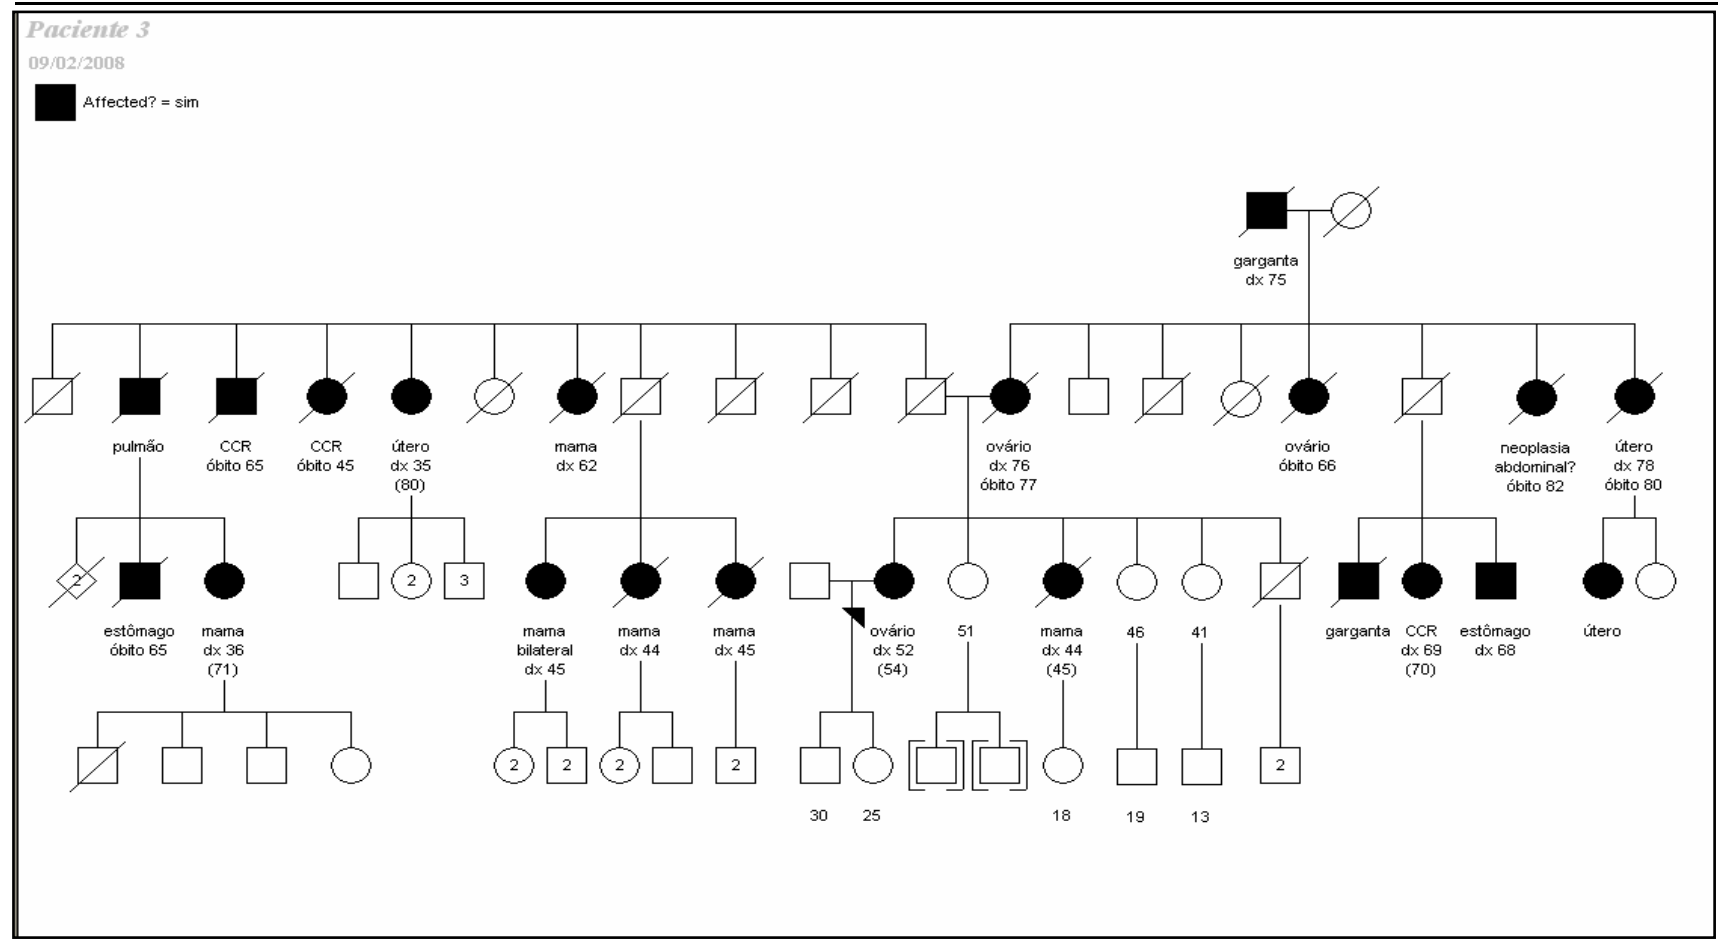 Paciente 3
09/02/2008
Affected? = sim
garganta
dx 75
pulmão
CCR
óbito 65
CCR
óbito 45
útero
dx 35
(80)
mama
dx 62
ovário
dx 76
óbito 77
ovário
óbito 66
neoplasia
abdominal?
óbito 82
útero
dx 78
óbito 80
2
estômago
óbito 65
mama
dx 36
(71)
2
3
mama
bilateral
dx 45
mama
dx 44
mama
dx 45
ovário
dx 52
(54)
51
mama
dx 44
(45)
46
41
garganta
CCR
dx 69
(70)
estômago
dx 68
útero
2
2
2
2
30
25
18
19
13
2